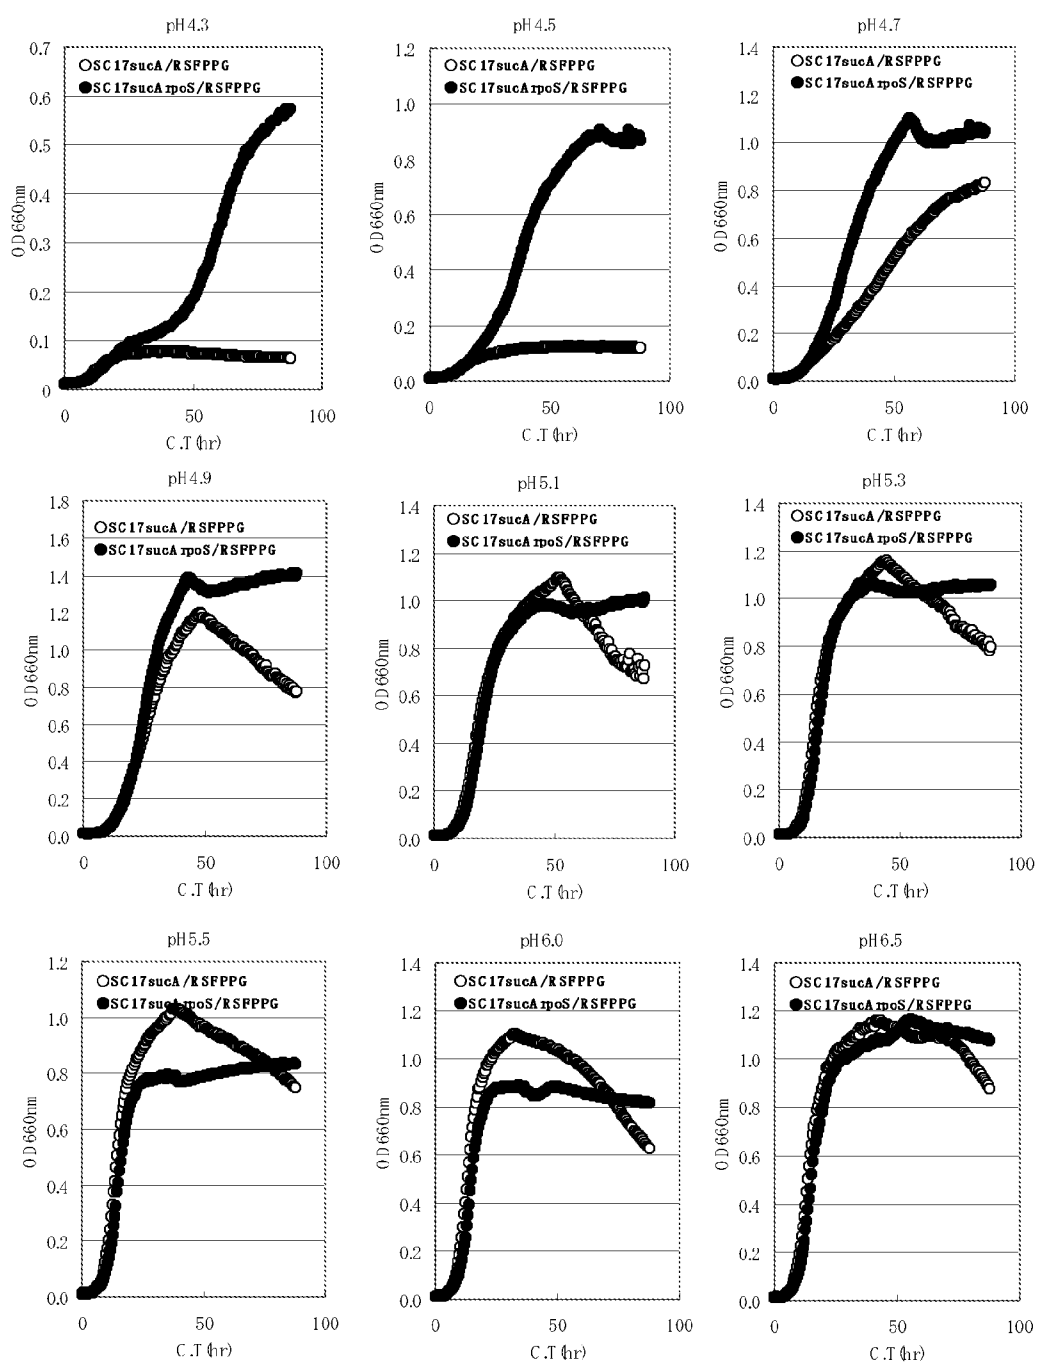 pH4.3
0.7
0.6
0.5
0.4
0.3
0.2
0.1
0
OD660nm
SC17sucA/RSFPPG
SC17sucArpoS/RSFPPG
0 50 100
C.T(hr)
pH4.5
1.2
1.0
0.8
0.6
0.4
0.2
0.0
OD660nm
SC17sucA/RSFPPG
SC17sucArpoS/RSFPPG
0 50 100
C.T(hr)
pH4.7
1.4
1.2
1.0
0.8
0.6
0.4
0.2
0.0
OD660nm
SC17sucA/RSFPPG
SC17sucArpoS/RSFPPG
0 50 100
C.T(hr)
pH4.9
1.8
1.6
1.4
1.2
1.0
0.8
0.6
0.4
0.2
0.0
OD660nm
SC17sucA/RSFPPG
SC17sucArpoS/RSFPPG
0 50 100
C.T(hr)
pH5.1
1.4
1.2
1.0
0.8
0.6
0.4
0.2
0.0
OD660nm
SC17sucA/RSFPPG
SC17sucArpoS/RSFPPG
0 50 100
C.T(hr)
pH5.3
1.4
1.2
1.0
0.8
0.6
0.4
0.2
0.0
OD660nm
SC17sucA/RSFPPG
SC17sucArpoS/RSFPPG
0 50 100
C.T(hr)
pH5.5
1.2
1.0
0.8
0.6
0.4
0.2
0.0
OD660nm
SC17sucA/RSFPPG
SC17sucArpoS/RSFPPG
0 50 100
C.T(hr)
pH6.0
1.4
1.2
1.0
0.8
0.6
0.4
0.2
0.0
OD660nm
SC17sucA/RSFPPG
SC17sucArpoS/RSFPPG
0 50 100
C.T(hr)
pH6.5
1.4
1.2
1.0
0.8
0.6
0.4
0.2
0.0
OD660nm
SC17sucA/RSFPPG
SC17sucArpoS/RSFPPG
0 50 100
C.T(hr)